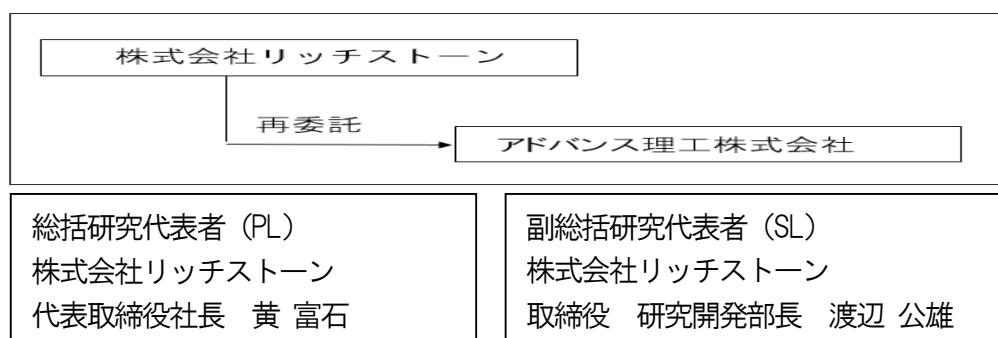 株式会社リッチストーン
再委託
アドバンス理工株式会社
総括研究代表者（PL）
株式会社リッチストーン
代表取締役社長　黄 富石
副総括研究代表者（SL）
株式会社リッチストーン
取締役　研究開発部長　渡辺 公雄